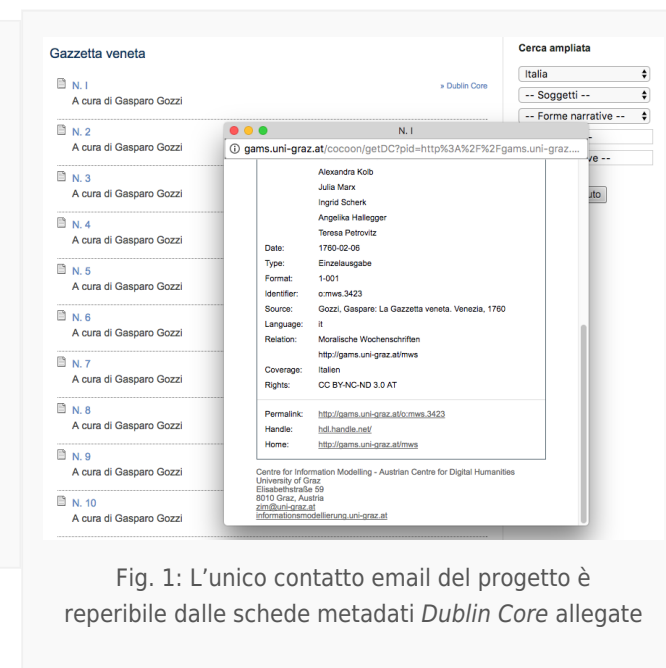 Gazzetta veneta
N. I
» Dublin Core
A cura di Gasparo Gozzi
N. 2
A cura di Gasparo Gozzi
N. 3
A cura di Gasparo Gozzi
N. 4
A cura di Gasparo Gozzi
N. 5
A cura di Gasparo Gozzi
N. 6
A cura di Gasparo Gozzi
N. 7
A cura di Gasparo Gozzi
N. 8
A cura di Gasparo Gozzi
N. 9
A cura di Gasparo Gozzi
N. 10
A cura di Gasparo Gozzi
Cerca ampliata
Italia
-- Soggetti --
-- Forme narrative --
N. I
gams.uni-graz.at/cocoon/getDC?pid=http%3A%2F%2Fgams.uni-graz....
Alexandra Kolb
Julia Marx
Ingrid Scherk
Angelika Hallegger
Teresa Petrovitz
Date: 1760-02-06
Type: Einzelausgabe
Format: 1-001
Identifier: o:mws.3423
Source: Gozzi, Gaspare: La Gazzetta veneta. Venezia, 1760
Language: it
Relation: Moralische Wochenschriften
http://gams.uni-graz.at/mws
Coverage: Italien
Rights: CC BY-NC-ND 3.0 AT
Permalink: http://gams.uni-graz.at/o:mws.3423
Handle: hdl.handle.net/
Home: http://gams.uni-graz.at/mws
Centre for Information Modelling - Austrian Centre for Digital Humanities
University of Graz
Elisabethstraße 59
8010 Graz, Austria
zim@uni-graz.at
informationsmodellierung.uni-graz.at
Fig. 1: L’unico contatto email del progetto è
reperibile dalle schede metadati Dublin Core allegate